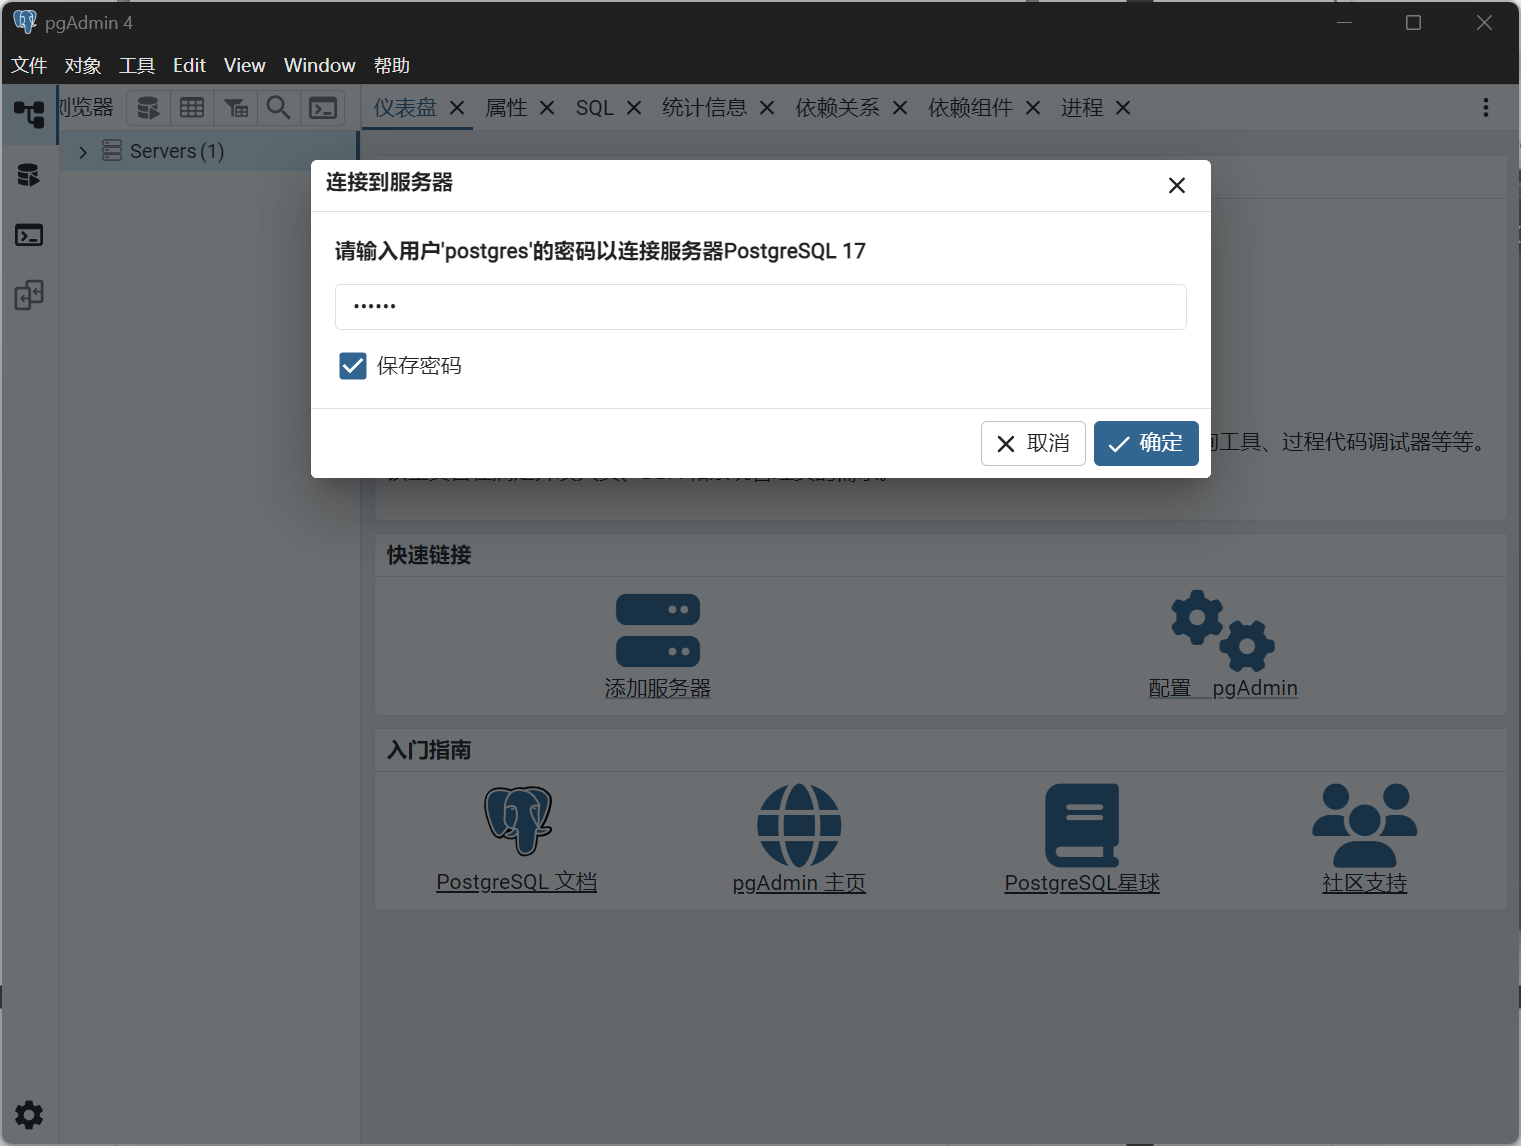 pgAdmin 4
文件 对象 工具 Edit View Window 帮助
浏览器
仪表盘 属性 SQL 统计信息 依赖关系 依赖组件 进程
Servers (1)
连接到服务器
请输入用户'postgres'的密码以连接服务器PostgreSQL 17
••••••
保存密码
取消 确定
工具、过程代码调试器等等。
快速链接
添加服务器 配置 pgAdmin
入门指南
PostgreSQL 文档 pgAdmin 主页 PostgreSQL星球 社区支持